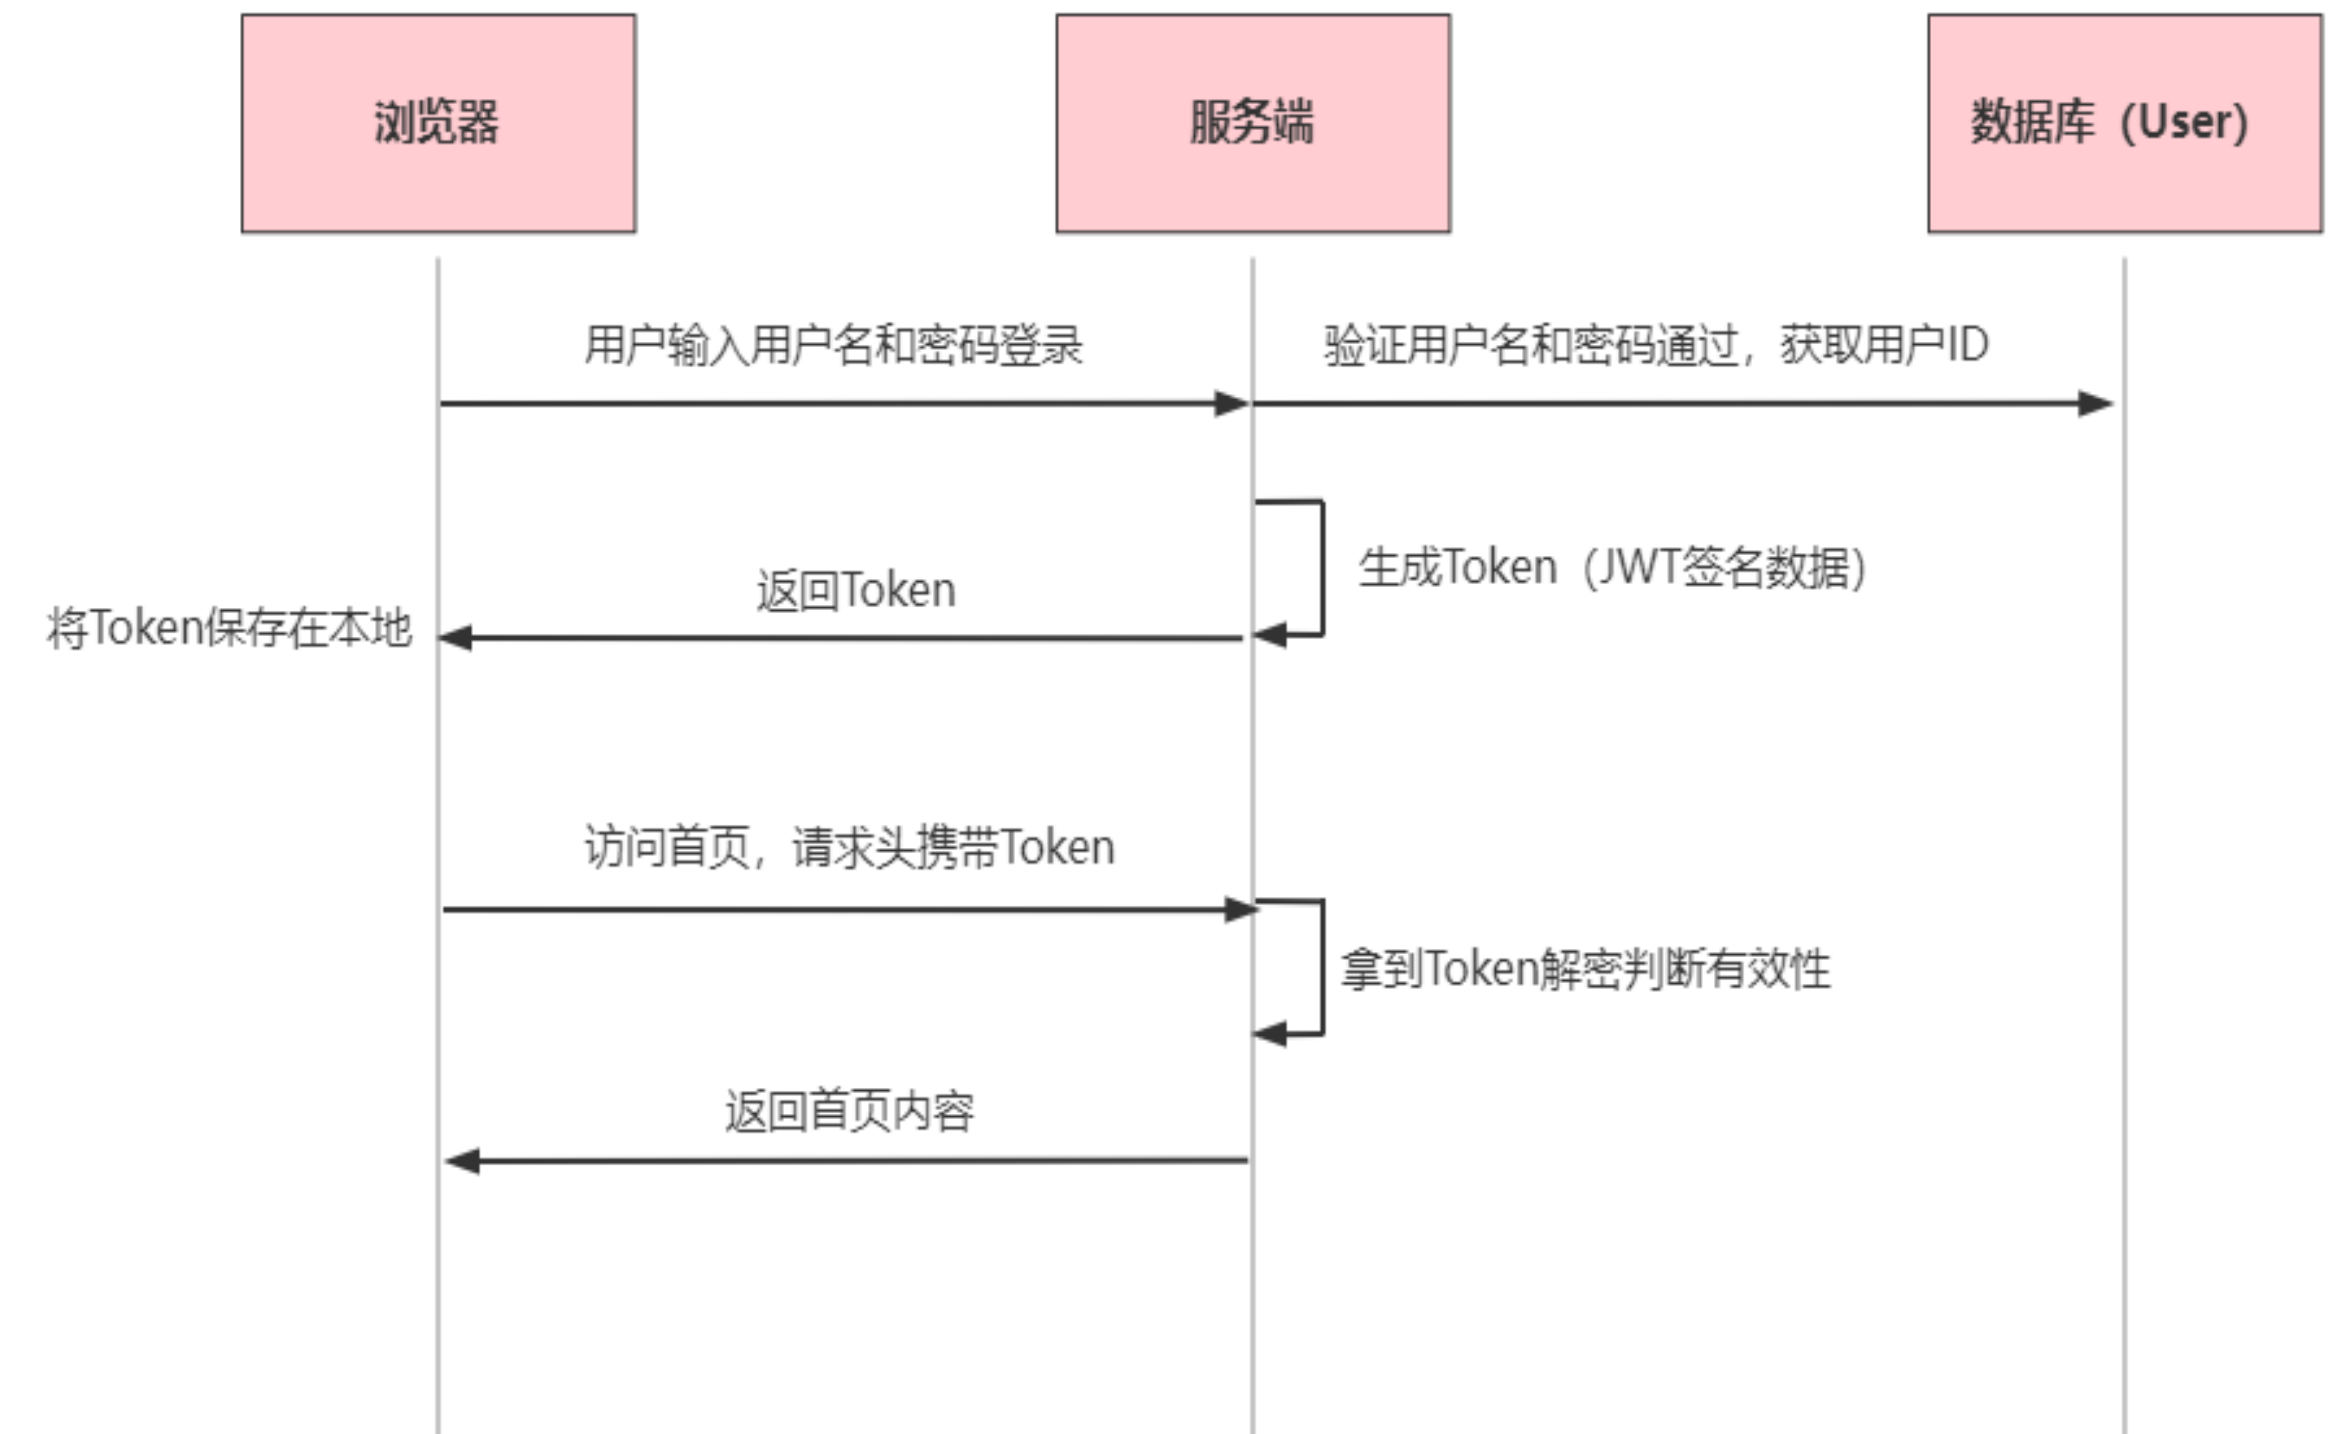 浏览器
服务端
数据库（User）
用户输入用户名和密码登录
验证用户名和密码通过，获取用户ID
生成Token（JWT签名数据）
返回Token
将Token保存在本地
访问首页，请求头携带Token
拿到Token解密判断有效性
返回首页内容